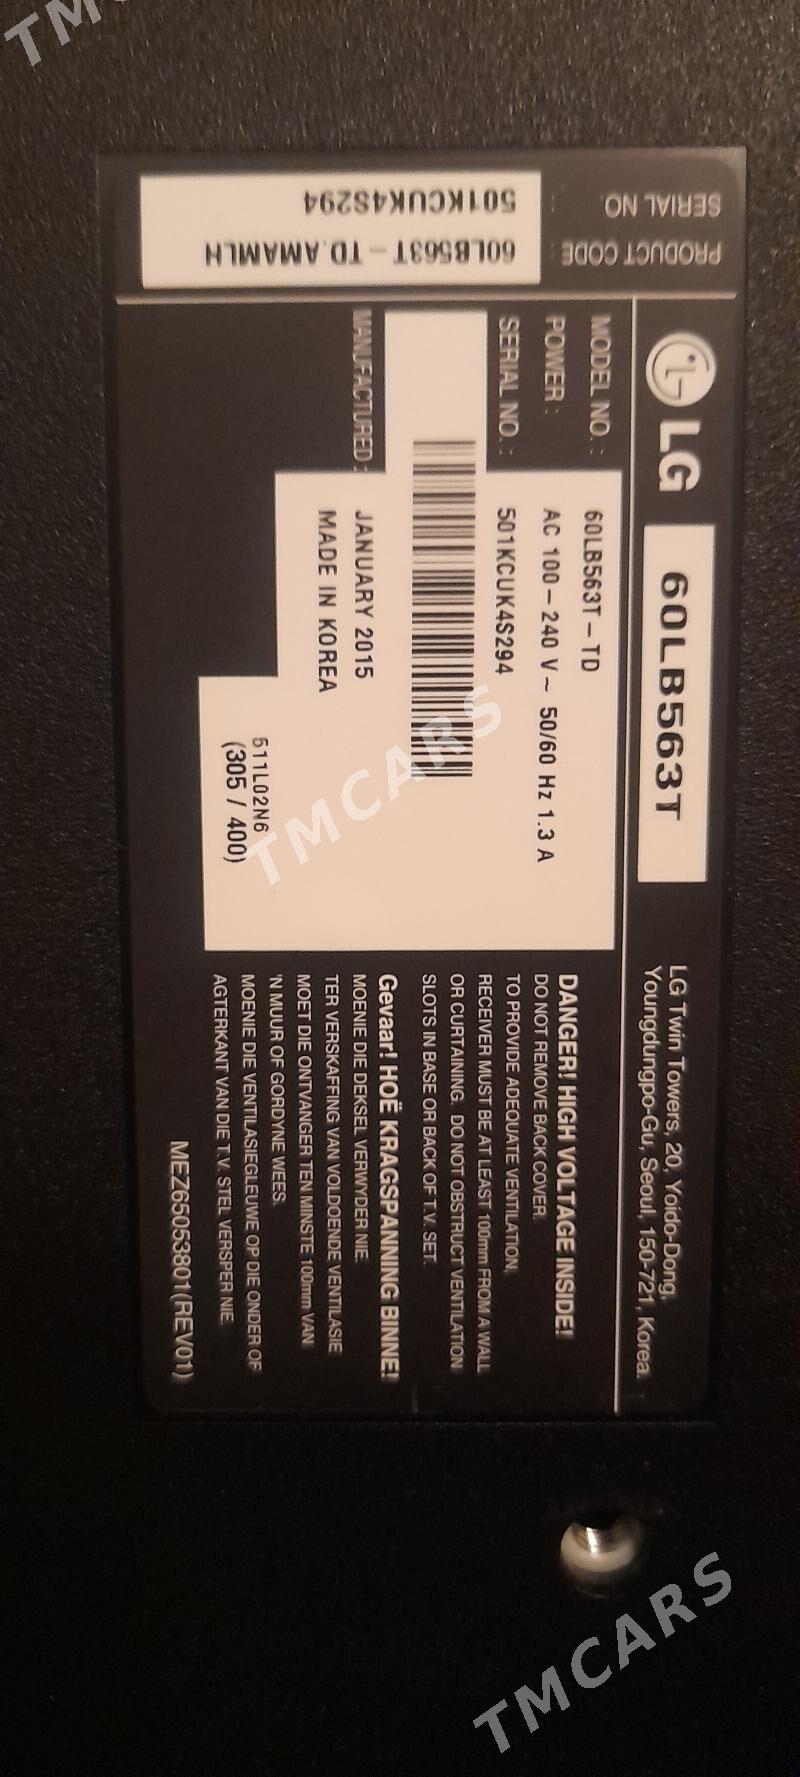 LG
60LB563T
LG Twin Towers, 20, Yoido-Dong,
Youngdungpo-Gu, Seoul, 150-721, Korea.
MODEL NO. : 60LB563T-TD
POWER : AC 100-240 V~ 50/60 Hz 1.3 A
SERIAL NO. : 501KCUK4S294
MANUFACTURED : JANUARY 2015
MADE IN KOREA
511L02N6
(305 / 400)
DANGER! HIGH VOLTAGE INSIDE!
DO NOT REMOVE BACK COVER.
TO PROVIDE ADEQUATE VENTILATION,
RECEIVER MUST BE AT LEAST 100mm FROM A WALL
OR CURTAINING. DO NOT OBSTRUCT VENTILATION
SLOTS IN BASE OR BACK OF T.V. SET.
Gevaar! HOË KRAGSPANNING BINNE!
MOENIE DIE DEKSEL VERWYDER NIE.
TER VERSKAFFING VAN VOLDOENDE VENTILASIE
MOET DIE ONTVANGER TEN MINSTE 100mm VAN
'N MUUR OF GORDYNE WEES.
MOENIE DIE VENTILASIEGLEUWE OP DIE ONDER OF
AGTERKANT VAN DIE T.V. STEL VERSPER NIE.
MEZ65053801(REV01)
PRODUCT CODE : 60LB563T-TD.AMAMLH
SERIAL NO. : 501KCUK4S294
TMCARS
TMCARS
TM